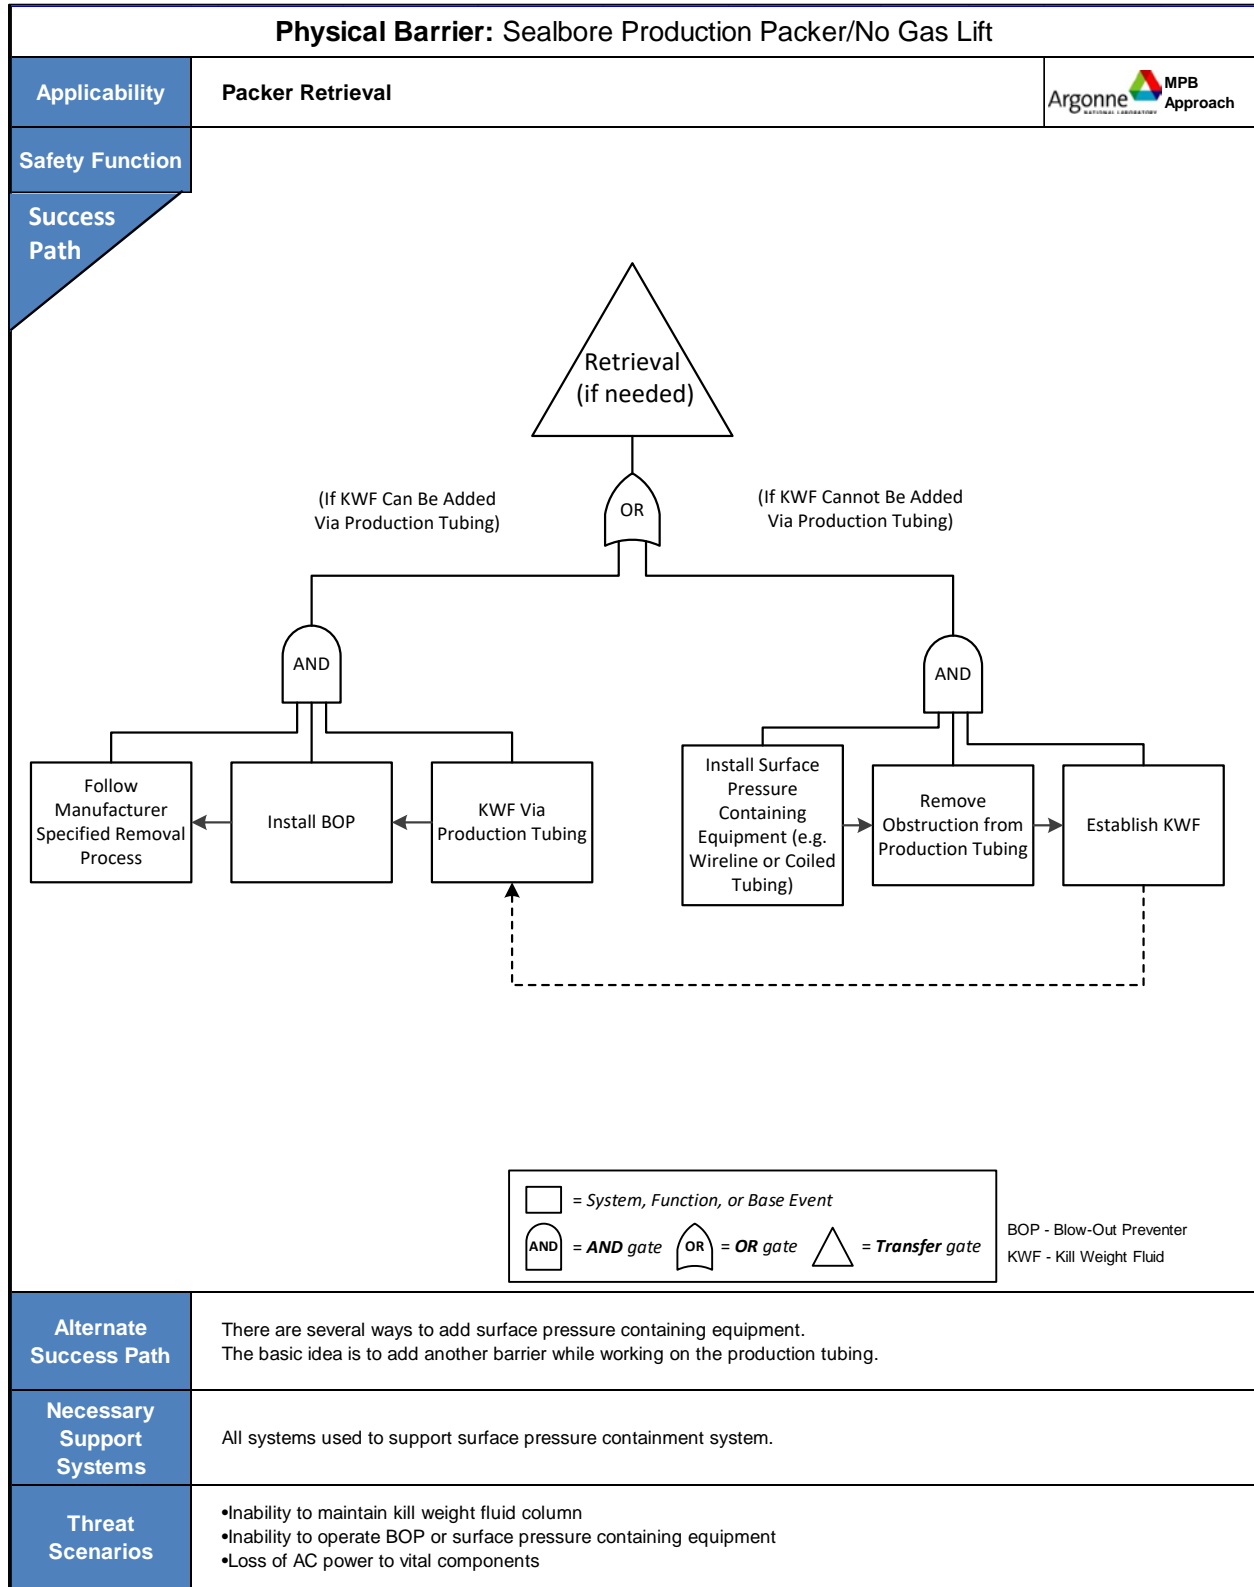 Physical Barrier: Sealbore Production Packer/No Gas Lift
Applicability
Packer Retrieval
Argonne
NATIONAL LABORATORY
MPB
Approach
Safety Function
Success
Path
Retrieval
(if needed)
(If KWF Can Be Added
Via Production Tubing)
OR
(If KWF Cannot Be Added
Via Production Tubing)
AND
AND
Follow
Manufacturer
Specified Removal
Process
Install BOP
KWF Via
Production Tubing
Install Surface
Pressure
Containing
Equipment (e.g.
Wireline or Coiled
Tubing)
Remove
Obstruction from
Production Tubing
Establish KWF
= System, Function, or Base Event
AND = AND gate OR = OR gate = Transfer gate
BOP - Blow-Out Preventer
KWF - Kill Weight Fluid
Alternate
Success Path
There are several ways to add surface pressure containing equipment.
The basic idea is to add another barrier while working on the production tubing.
Necessary
Support
Systems
All systems used to support surface pressure containment system.
Threat
Scenarios
•Inability to maintain kill weight fluid column
•Inability to operate BOP or surface pressure containing equipment
•Loss of AC power to vital components